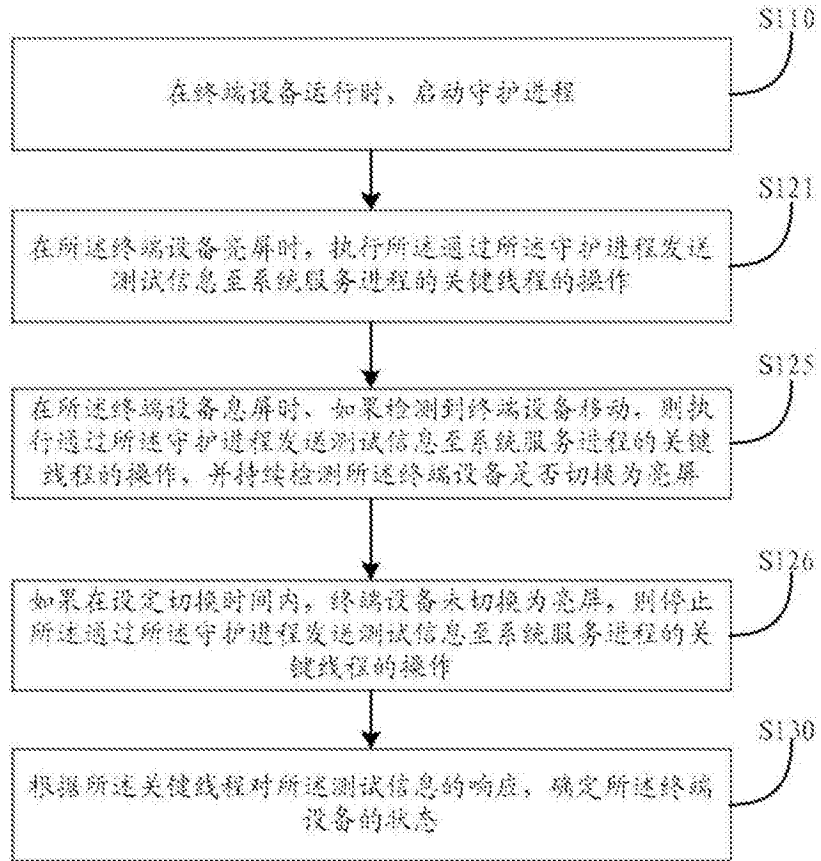 S110
在终端设备运行时，启动守护进程
S121
在所述终端设备亮屏时，执行所述通过所述守护进程发送
测试信息至系统服务进程的关键线程的操作
S125
在所述终端设备息屏时，如果检测到终端设备移动，则执
行通过所述守护进程发送测试信息至系统服务进程的关键
线程的操作，并持续检测所述终端设备是否切换为亮屏
S126
如果在设定切换时间内，终端设备未切换为亮屏，则停止
所述通过所述守护进程发送测试信息至系统服务进程的关
键线程的操作
S130
根据所述关键线程对所述测试信息的响应，确定所述终端
设备的状态